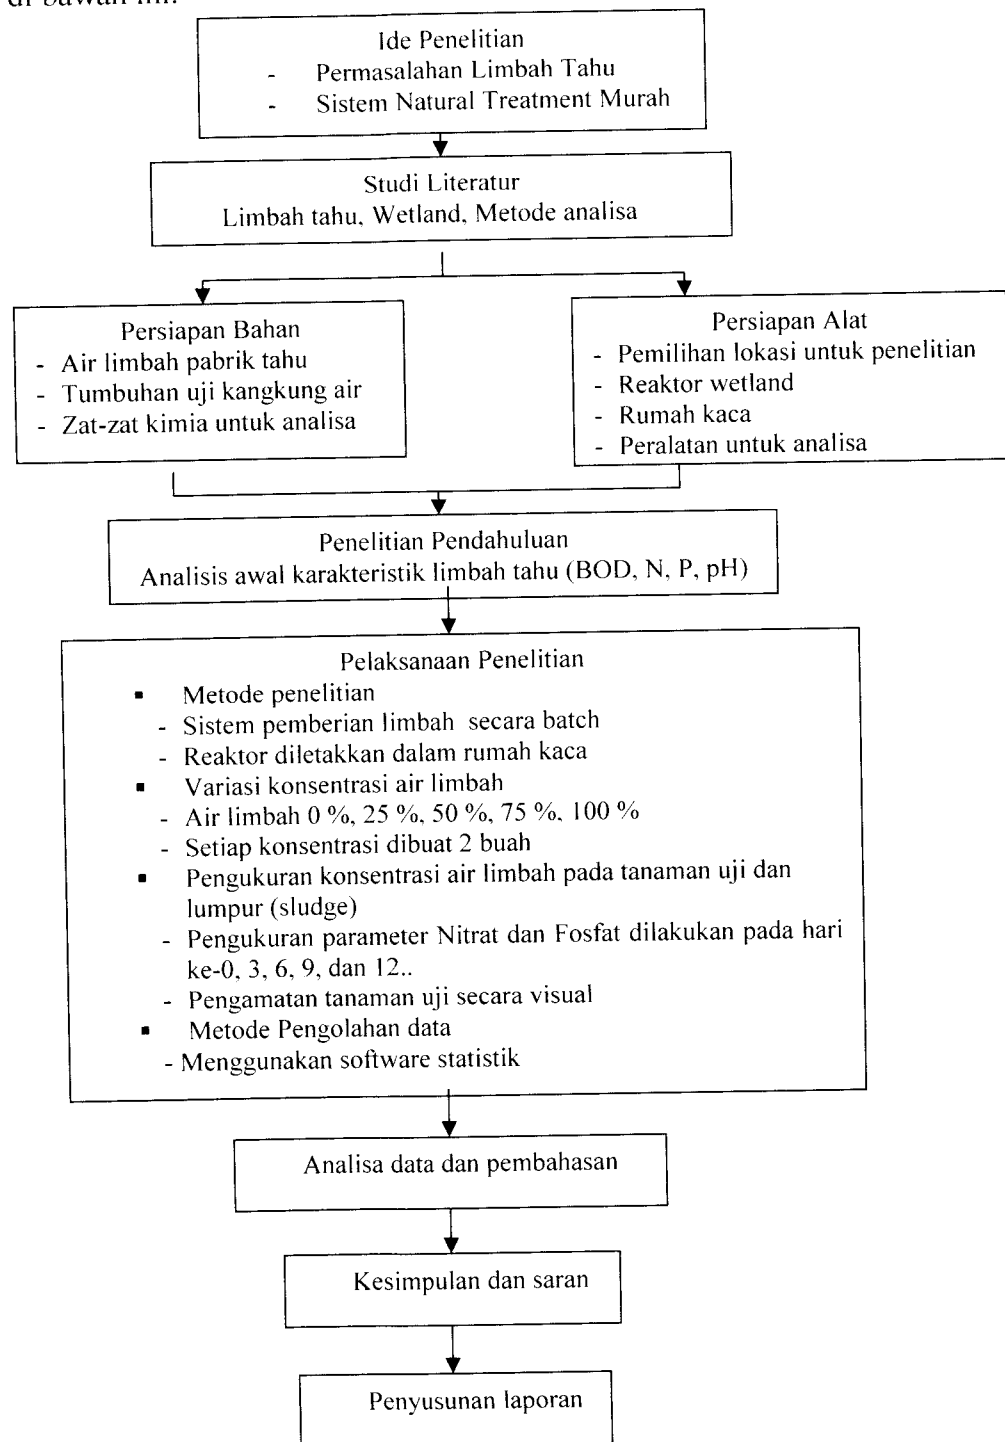 di bawah ini.
Ide Penelitian
- Permasalahan Limbah Tahu
- Sistem Natural Treatment Murah
Studi Literatur
Limbah tahu, Wetland, Metode analisa
Persiapan Bahan
- Air limbah pabrik tahu
- Tumbuhan uji kangkung air
- Zat-zat kimia untuk analisa
Persiapan Alat
- Pemilihan lokasi untuk penelitian
- Reaktor wetland
- Rumah kaca
- Peralatan untuk analisa
Penelitian Pendahuluan
Analisis awal karakteristik limbah tahu (BOD, N, P, pH)
Pelaksanaan Penelitian
▪ Metode penelitian
- Sistem pemberian limbah secara batch
- Reaktor diletakkan dalam rumah kaca
▪ Variasi konsentrasi air limbah
- Air limbah 0 %, 25 %, 50 %, 75 %, 100 %
- Setiap konsentrasi dibuat 2 buah
▪ Pengukuran konsentrasi air limbah pada tanaman uji dan
lumpur (sludge)
- Pengukuran parameter Nitrat dan Fosfat dilakukan pada hari
ke-0, 3, 6, 9, dan 12..
- Pengamatan tanaman uji secara visual
▪ Metode Pengolahan data
- Menggunakan software statistik
Analisa data dan pembahasan
Kesimpulan dan saran
Penyusunan laporan